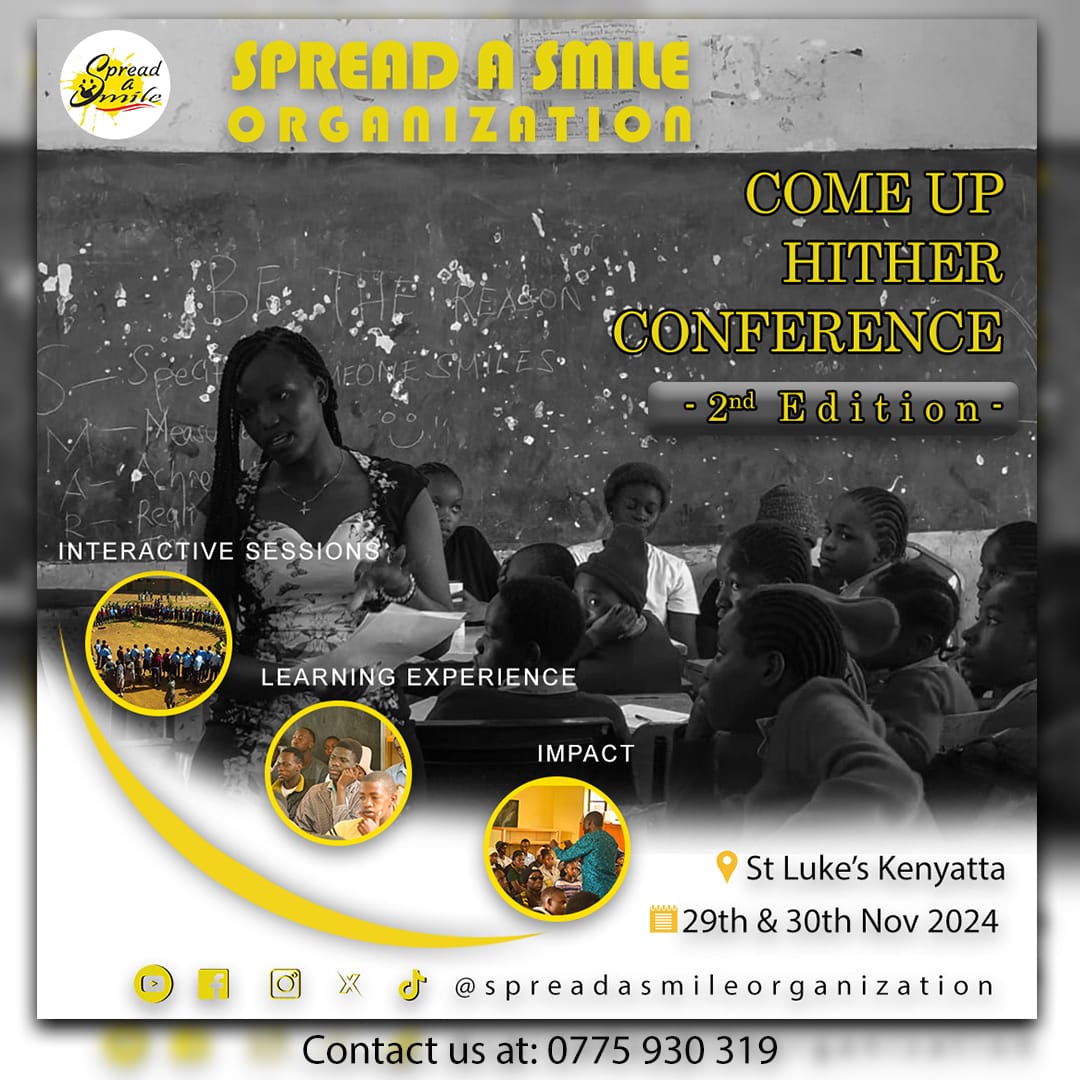 Spread
a
Smile
SPREAD A SMILE
ORGANIZATION
COME UP
HITHER
CONFERENCE
- 2nd Edition -
BE THE REASON
SOMEONE SMILES
S -
M -
A -
R -
INTERACTIVE SESSIONS
LEARNING EXPERIENCE
IMPACT
St Luke’s Kenyatta
29th & 30th Nov 2024
@spreadasmileorganization
Contact us at: 0775 930 319